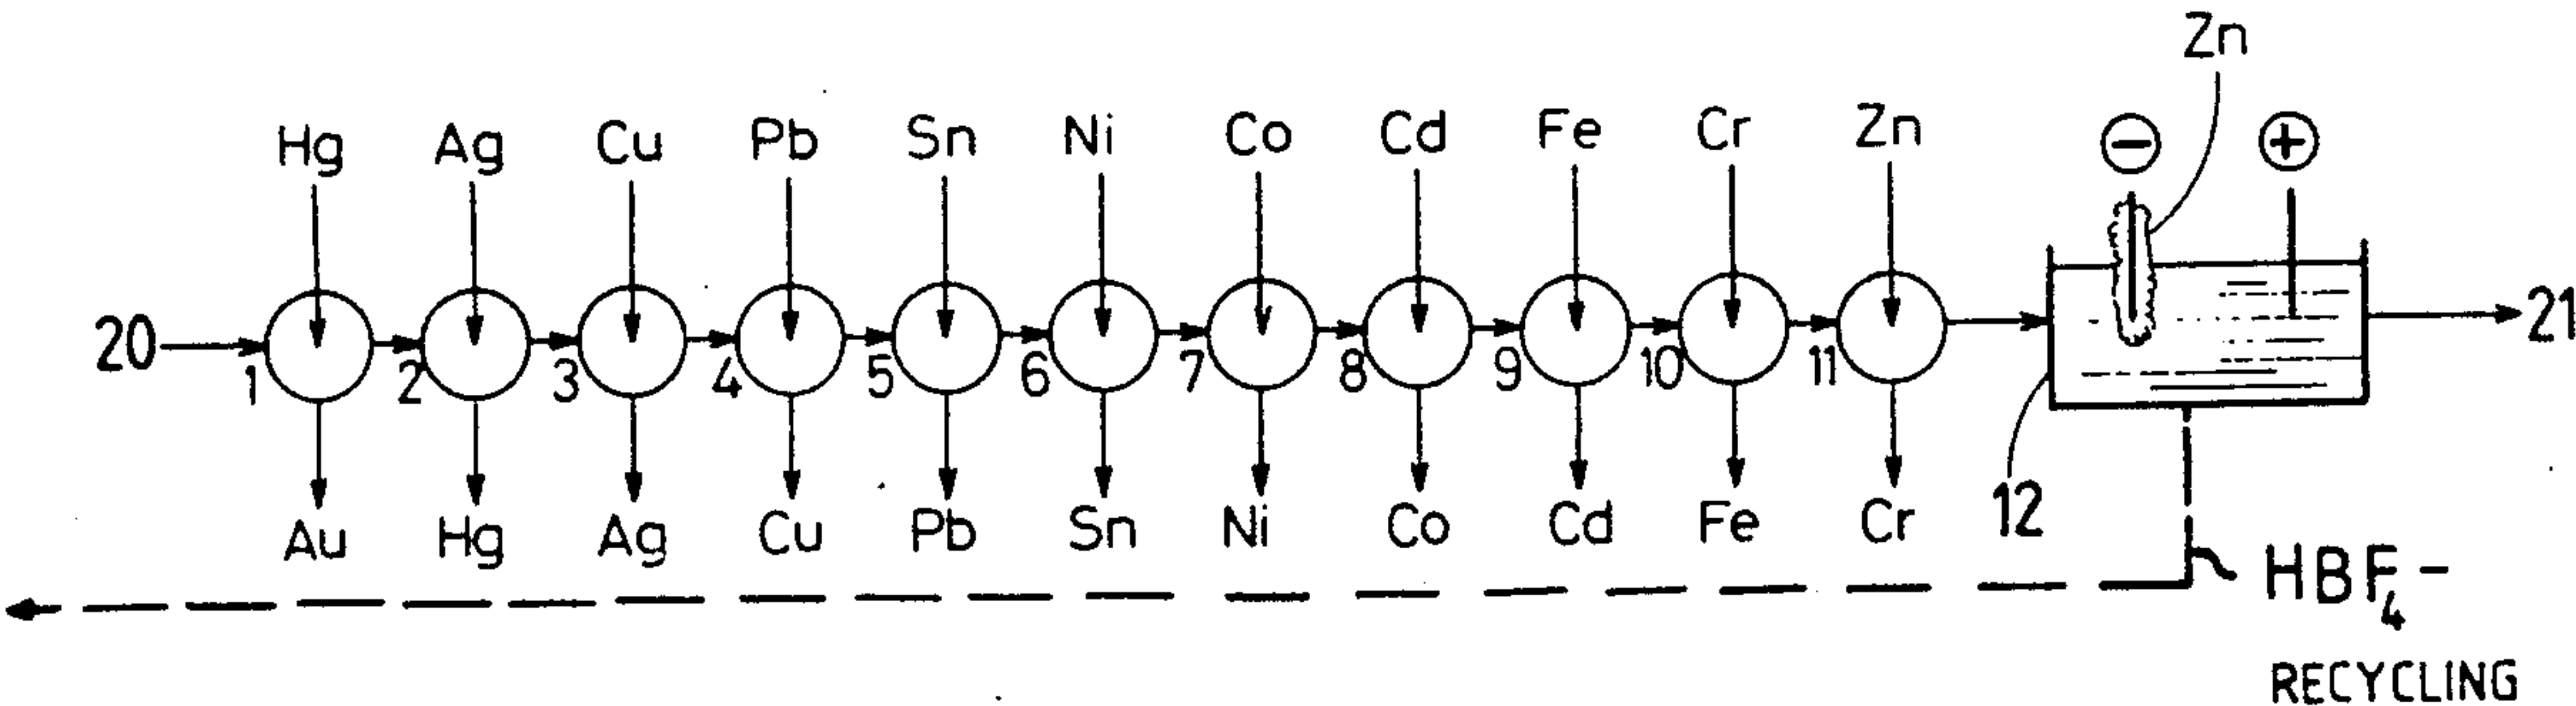 Zn
Hg Ag Cu Pb Sn Ni Co Cd Fe Cr Zn − +
20 21
1 2 3 4 5 6 7 8 9 10 11
Au Hg Ag Cu Pb Sn Ni Co Cd Fe Cr 12
HBF4-
RECYCLING